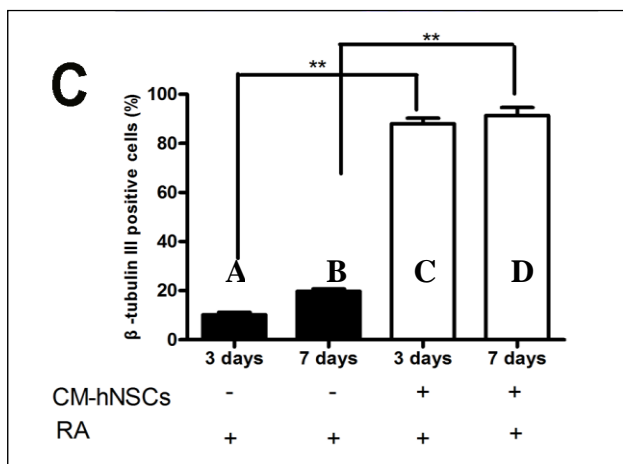 C
**
**
β -tubulin III positive cells (%)
100
80
60
40
20
0
A
B
C
D
3 days 7 days 3 days 7 days
CM-hNSCs - - + +
RA + + + +